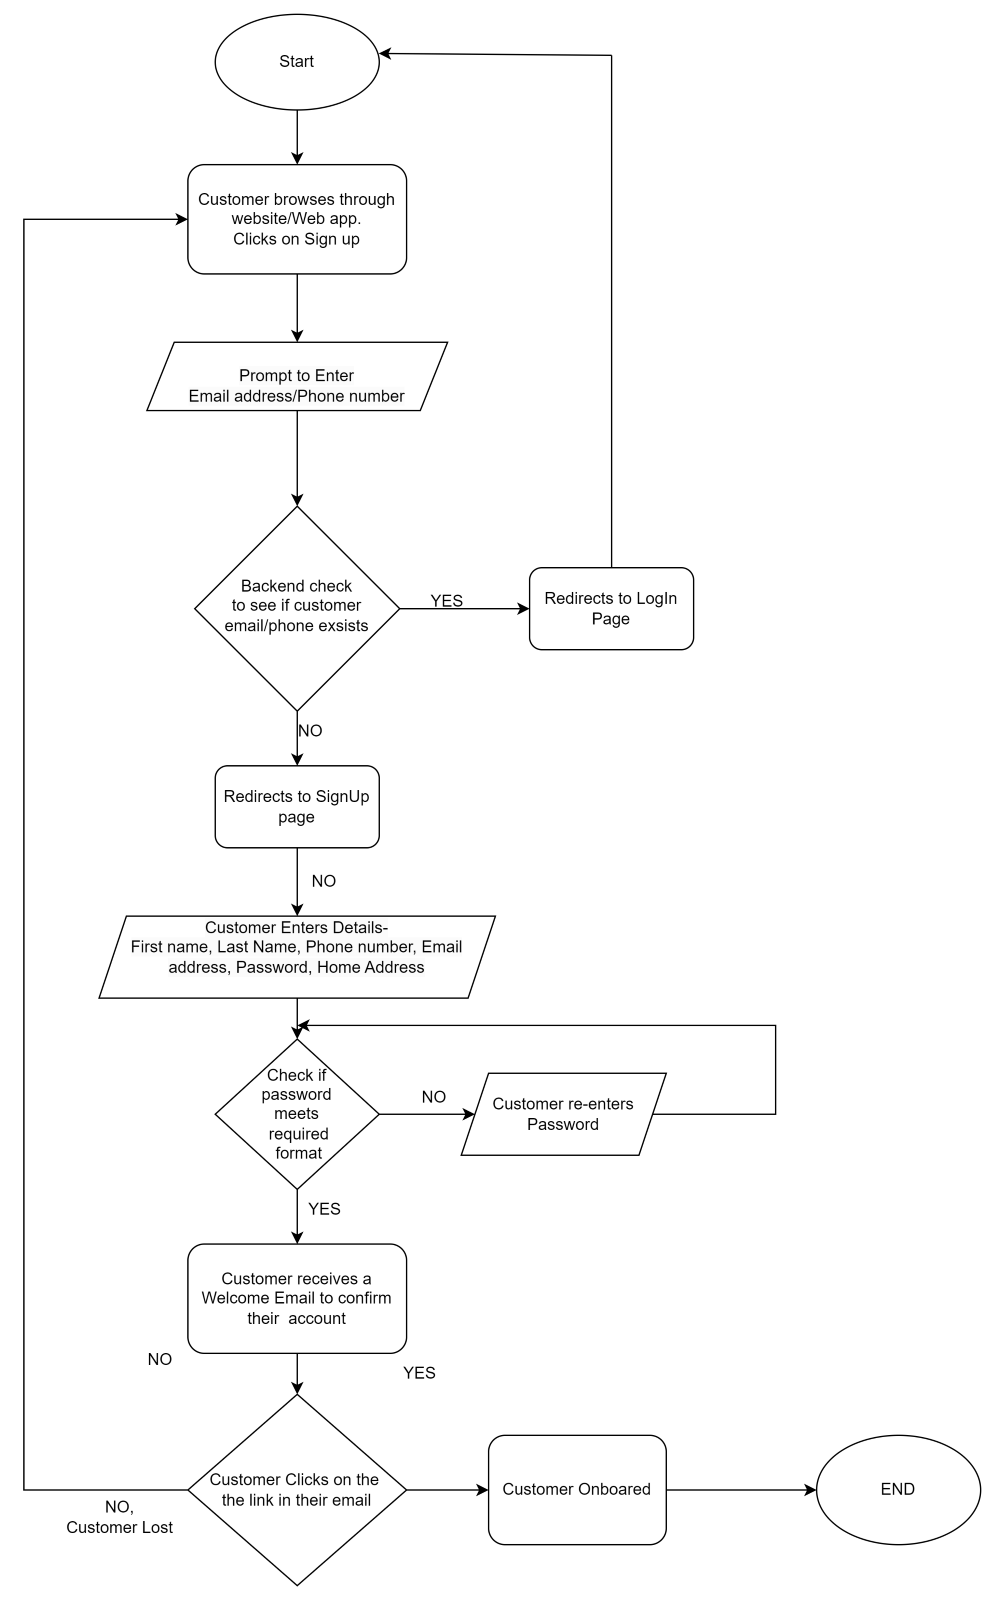 Start
Customer browses through
website/Web app.
Clicks on Sign up
Prompt to Enter
Email address/Phone number
Backend check
to see if customer
email/phone exsists
YES
Redirects to LogIn
Page
NO
Redirects to SignUp
page
NO
Customer Enters Details-
First name, Last Name, Phone number, Email
address, Password, Home Address
Check if
password
meets
required
format
NO
Customer re-enters
Password
YES
Customer receives a
Welcome Email to confirm
their  account
NO
YES
Customer Clicks on the
the link in their email
NO,
Customer Lost
Customer Onboared
END